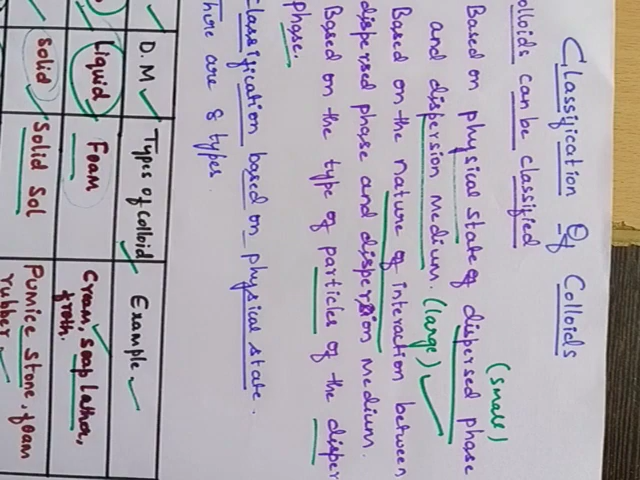 Classification Of Colloids
olloids can be classified
(small)
Based on physical state of dispersed phase
and dispersion medium. (large)
Based on the nature of interaction between
dispersed phase and dispersion medium.
Based on the type of particles of the disper
phase.
classification based on physical state.
There are 8 types.
D.M Types of colloid Example
Liquid Foam Cream, soap lather, froth.
Solid Solid Sol Pumice stone, foam rubber